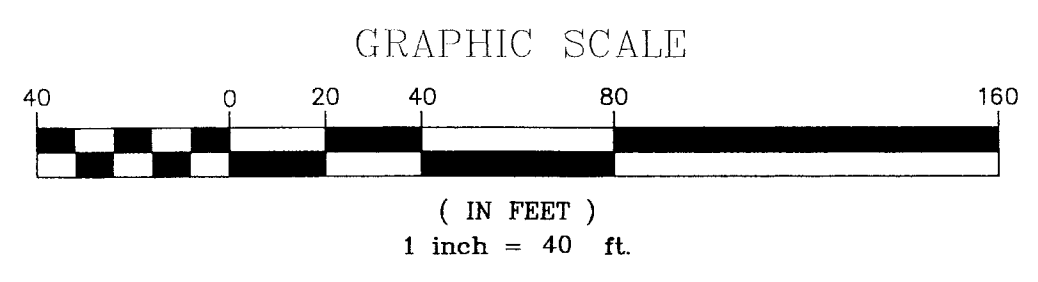 GRAPHIC SCALE
40 0 20 40 80 160
( IN FEET )
1 inch = 40 ft.